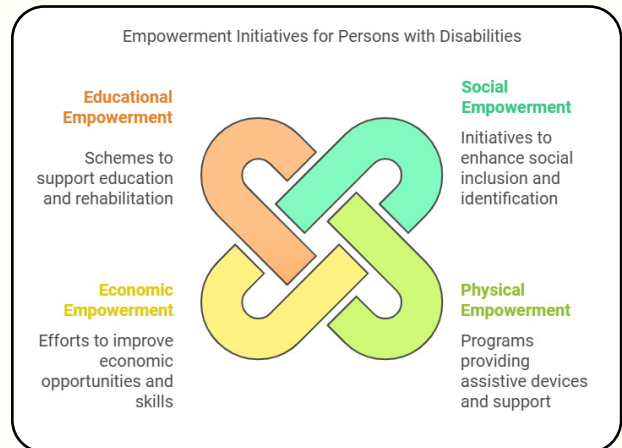 Empowerment Initiatives for Persons with Disabilities
Educational
Empowerment
Schemes to
support education
and rehabilitation
Social
Empowerment
Initiatives to
enhance social
inclusion and
identification
Economic
Empowerment
Efforts to improve
economic
opportunities and
skills
Physical
Empowerment
Programs
providing
assistive devices
and support